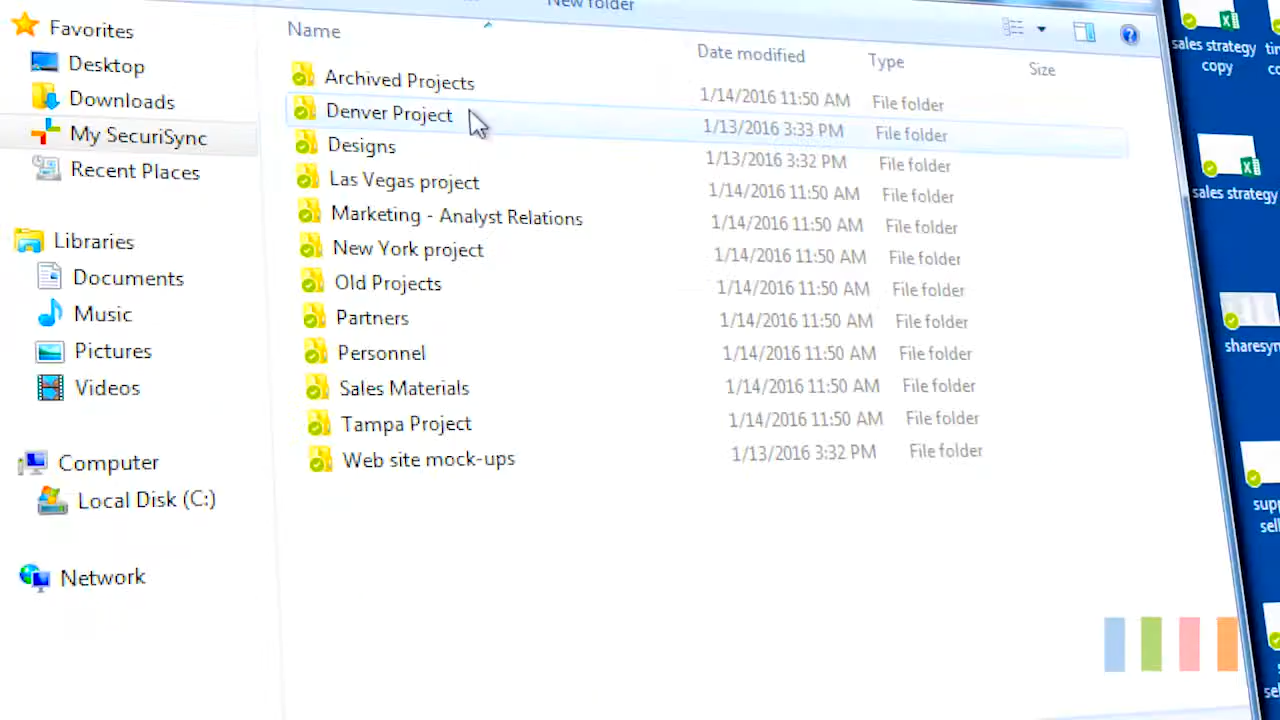 New folder
Favorites
Desktop
Downloads
My SecuriSync
Recent Places
Libraries
Documents
Music
Pictures
Videos
Computer
Local Disk (C:)
Network
Name Date modified Type Size
Archived Projects 1/14/2016 11:50 AM File folder
Denver Project 1/13/2016 3:33 PM File folder
Designs 1/13/2016 3:32 PM File folder
Las Vegas project 1/14/2016 11:50 AM File folder
Marketing - Analyst Relations 1/14/2016 11:50 AM File folder
New York project 1/14/2016 11:50 AM File folder
Old Projects 1/14/2016 11:50 AM File folder
Partners 1/14/2016 11:50 AM File folder
Personnel 1/14/2016 11:50 AM File folder
Sales Materials 1/14/2016 11:50 AM File folder
Tampa Project 1/14/2016 11:50 AM File folder
Web site mock-ups 1/13/2016 3:32 PM File folder
sales strategy
copy
sales strategy
sharesyn